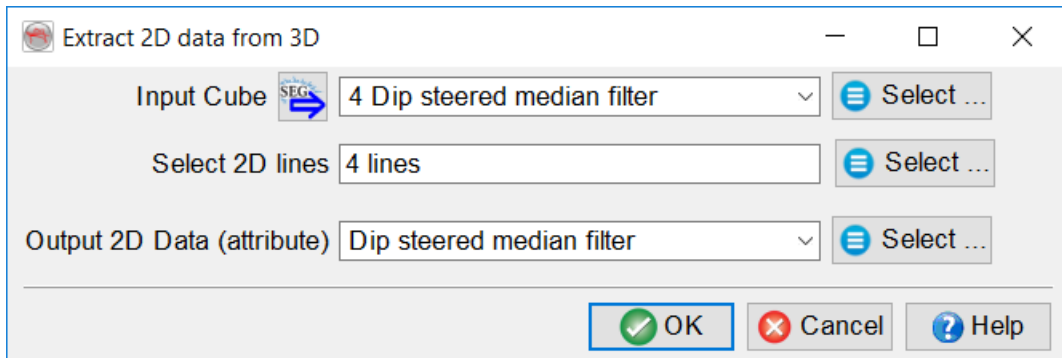 Extract 2D data from 3D
Input Cube SEG 4 Dip steered median filter Select ...
Select 2D lines 4 lines Select ...
Output 2D Data (attribute) Dip steered median filter Select ...
OK Cancel Help